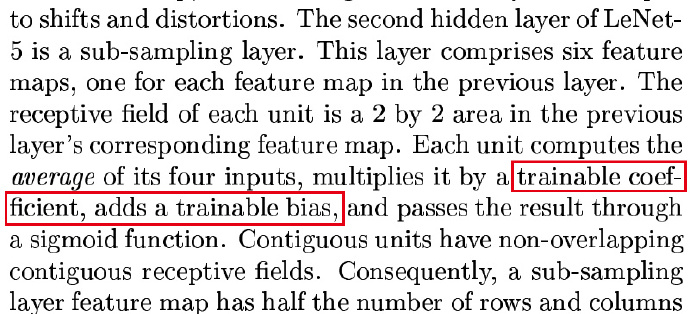 to shifts and distortions. The second hidden layer of LeNet-
5 is a sub-sampling layer. This layer comprises six feature
maps, one for each feature map in the previous layer. The
receptive field of each unit is a 2 by 2 area in the previous
layer's corresponding feature map. Each unit computes the
average of its four inputs, multiplies it by a trainable coef-
ficient, adds a trainable bias, and passes the result through
a sigmoid function. Contiguous units have non-overlapping
contiguous receptive fields. Consequently, a sub-sampling
layer feature map has half the number of rows and columns